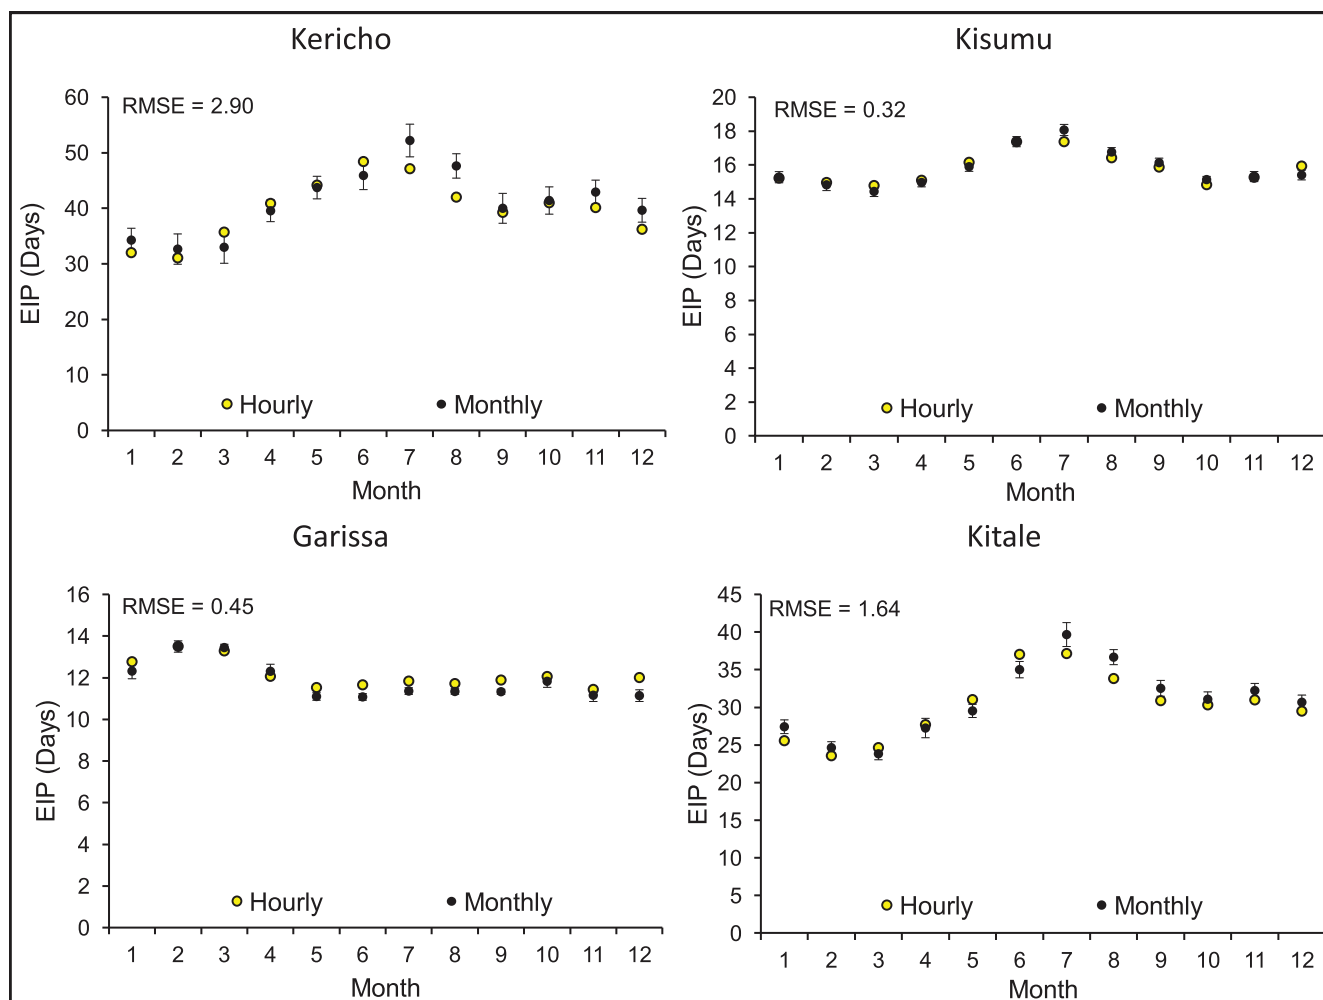 Kericho
RMSE = 2.90
EIP (Days)
60
50
40
30
20
10
0
Hourly
Monthly
1 2 3 4 5 6 7 8 9 10 11 12
Month
Kisumu
RMSE = 0.32
EIP (Days)
20
18
16
14
12
10
8
6
4
2
0
Hourly
Monthly
1 2 3 4 5 6 7 8 9 10 11 12
Month
Garissa
RMSE = 0.45
EIP (Days)
16
14
12
10
8
6
4
2
0
Hourly
Monthly
1 2 3 4 5 6 7 8 9 10 11 12
Month
Kitale
RMSE = 1.64
EIP (Days)
45
40
35
30
25
20
15
10
5
0
Hourly
Monthly
1 2 3 4 5 6 7 8 9 10 11 12
Month